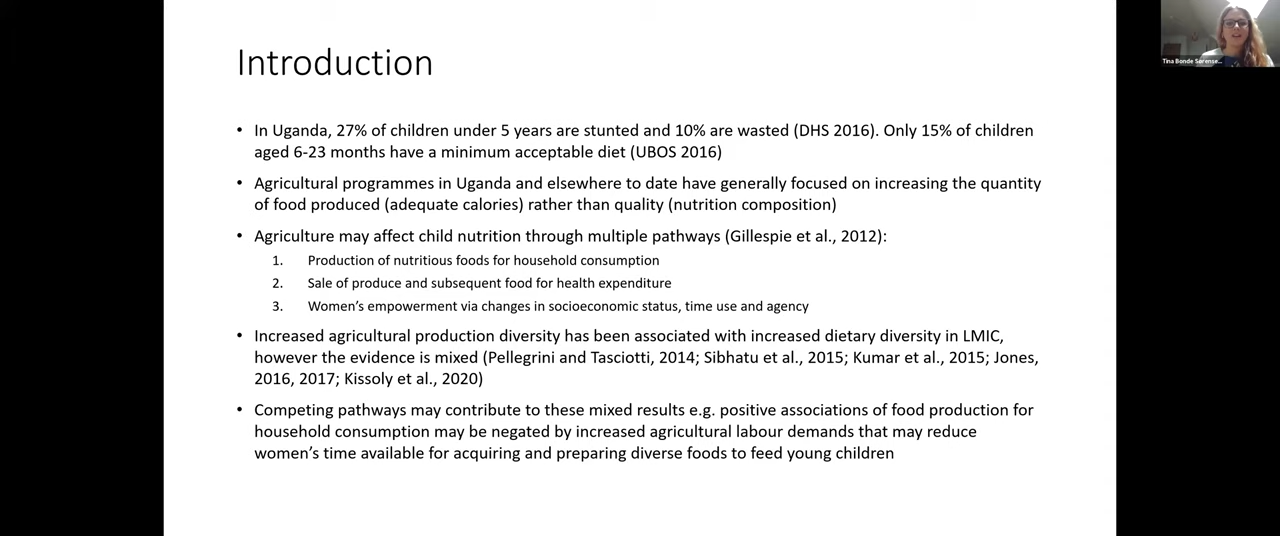 Introduction
Tina Bonde Sørense...
• In Uganda, 27% of children under 5 years are stunted and 10% are wasted (DHS 2016). Only 15% of children
aged 6-23 months have a minimum acceptable diet (UBOS 2016)
• Agricultural programmes in Uganda and elsewhere to date have generally focused on increasing the quantity
of food produced (adequate calories) rather than quality (nutrition composition)
• Agriculture may affect child nutrition through multiple pathways (Gillespie et al., 2012):
1. Production of nutritious foods for household consumption
2. Sale of produce and subsequent food for health expenditure
3. Women’s empowerment via changes in socioeconomic status, time use and agency
• Increased agricultural production diversity has been associated with increased dietary diversity in LMIC,
however the evidence is mixed (Pellegrini and Tasciotti, 2014; Sibhatu et al., 2015; Kumar et al., 2015; Jones,
2016, 2017; Kissoly et al., 2020)
• Competing pathways may contribute to these mixed results e.g. positive associations of food production for
household consumption may be negated by increased agricultural labour demands that may reduce
women’s time available for acquiring and preparing diverse foods to feed young children